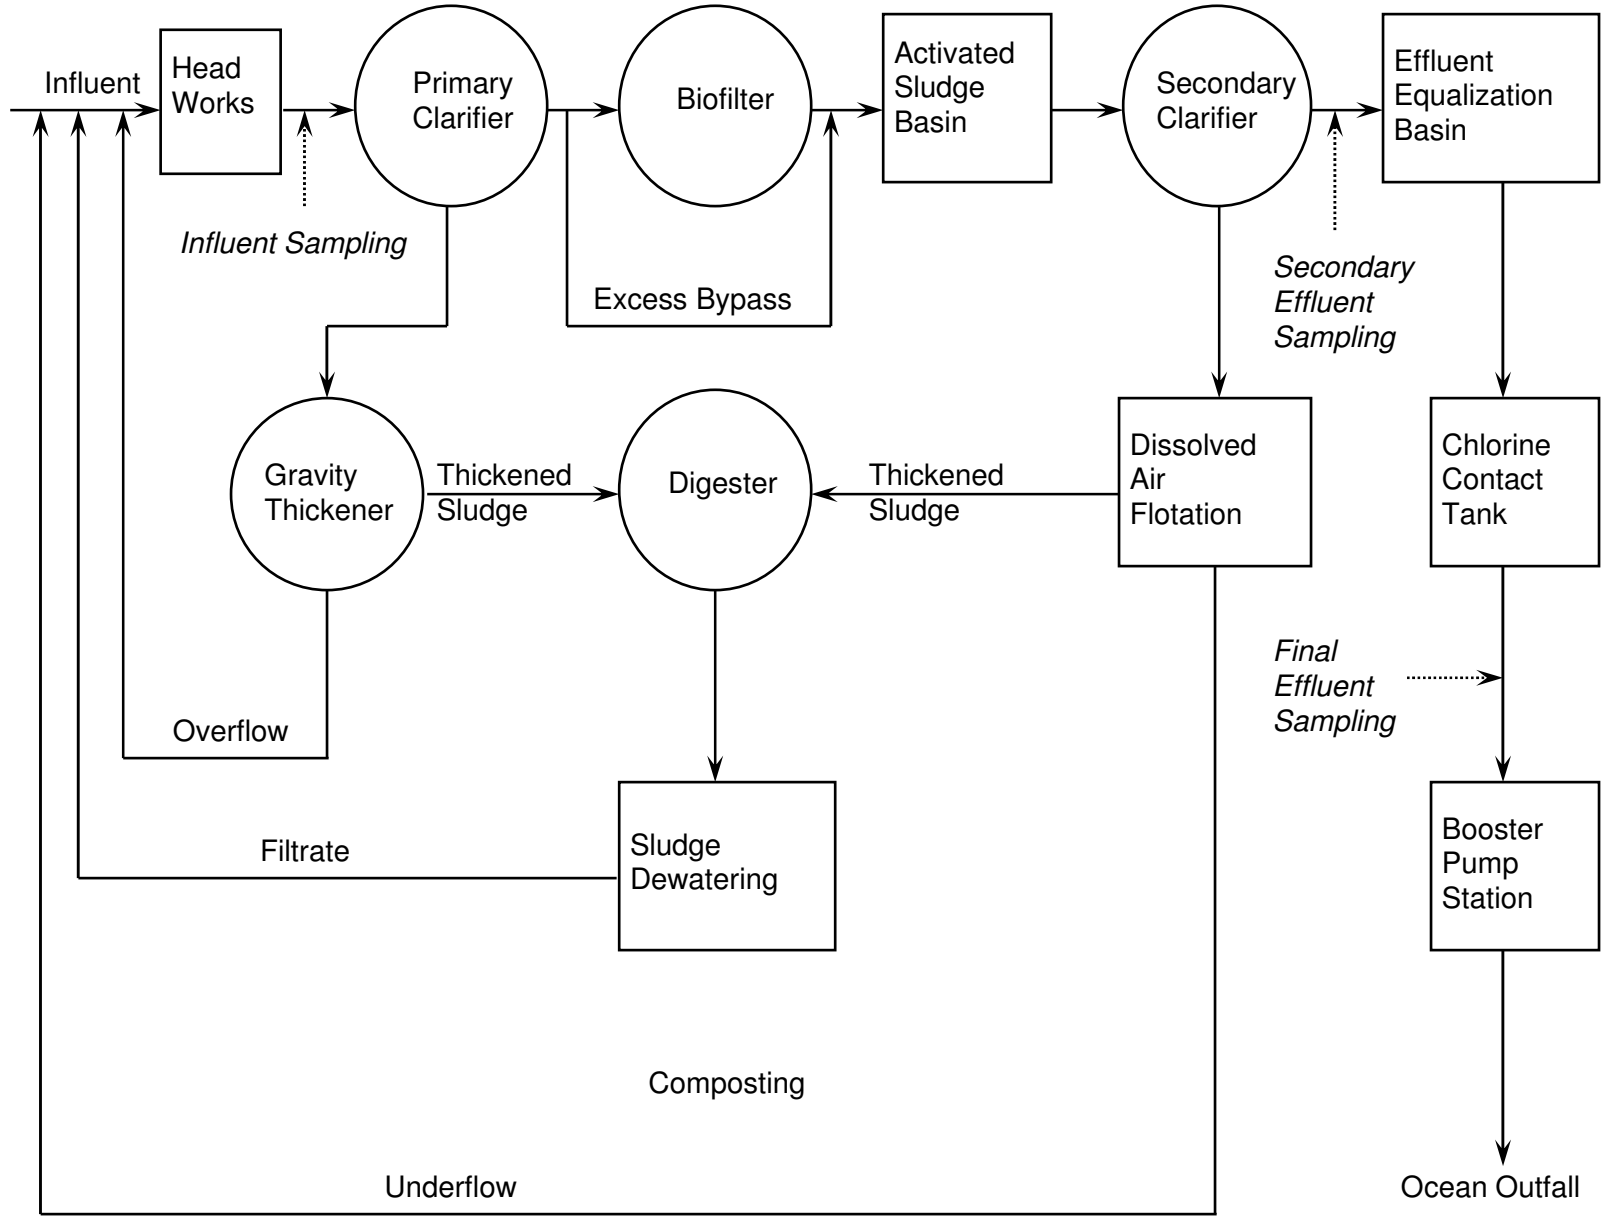 Influent
Head
Works
Primary
Clarifier
Biofilter
Activated
Sludge
Basin
Secondary
Clarifier
Effluent
Equalization
Basin
Influent Sampling
Excess Bypass
Secondary
Effluent
Sampling
Gravity
Thickener
Thickened
Sludge
Digester
Thickened
Sludge
Dissolved
Air
Flotation
Chlorine
Contact
Tank
Final
Effluent
Sampling
Overflow
Filtrate
Sludge
Dewatering
Booster
Pump
Station
Composting
Underflow
Ocean Outfall